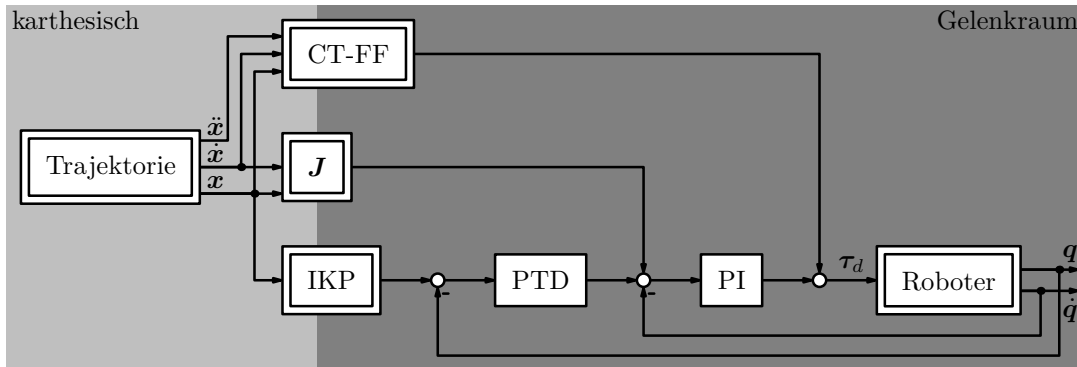 karthesisch
Gelenkraum
CT-FF
ẍ
ẋ
Trajektorie
J
x
IKP
-
PTD
-
PI
τ_d
Roboter
q
q̇